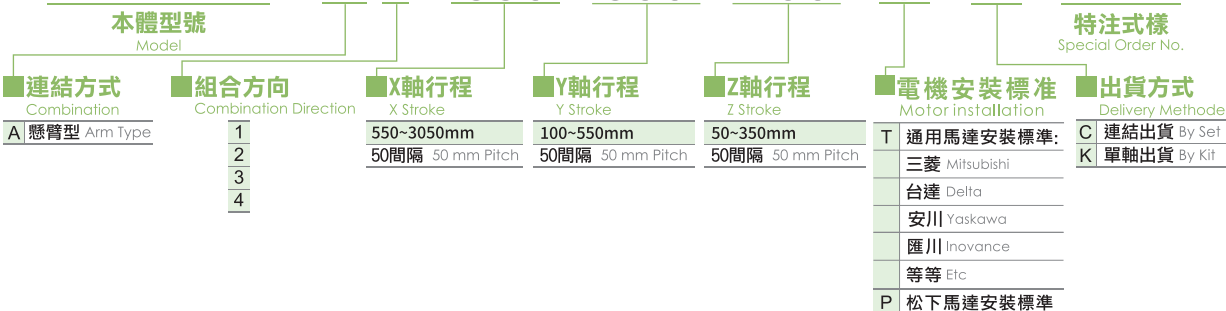 本體型號
Model
特注式樣
Special Order No.
連結方式
Combination
A 懸臂型 Arm Type
組合方向
Combination Direction
1
2
3
4
X軸行程
X Stroke
550~3050mm
50間隔 50 mm Pitch
Y軸行程
Y Stroke
100~550mm
50間隔 50 mm Pitch
Z軸行程
Z Stroke
50~350mm
50間隔 50 mm Pitch
電機安裝標准
Motor installation
T 通用馬達安裝標準:
三菱 Mitsubishi
台達 Delta
安川 Yaskawa
匯川 Inovance
等等 Etc
P 松下馬達安裝標準
出貨方式
Delivery Methode
C 連結出貨 By Set
K 單軸出貨 By Kit